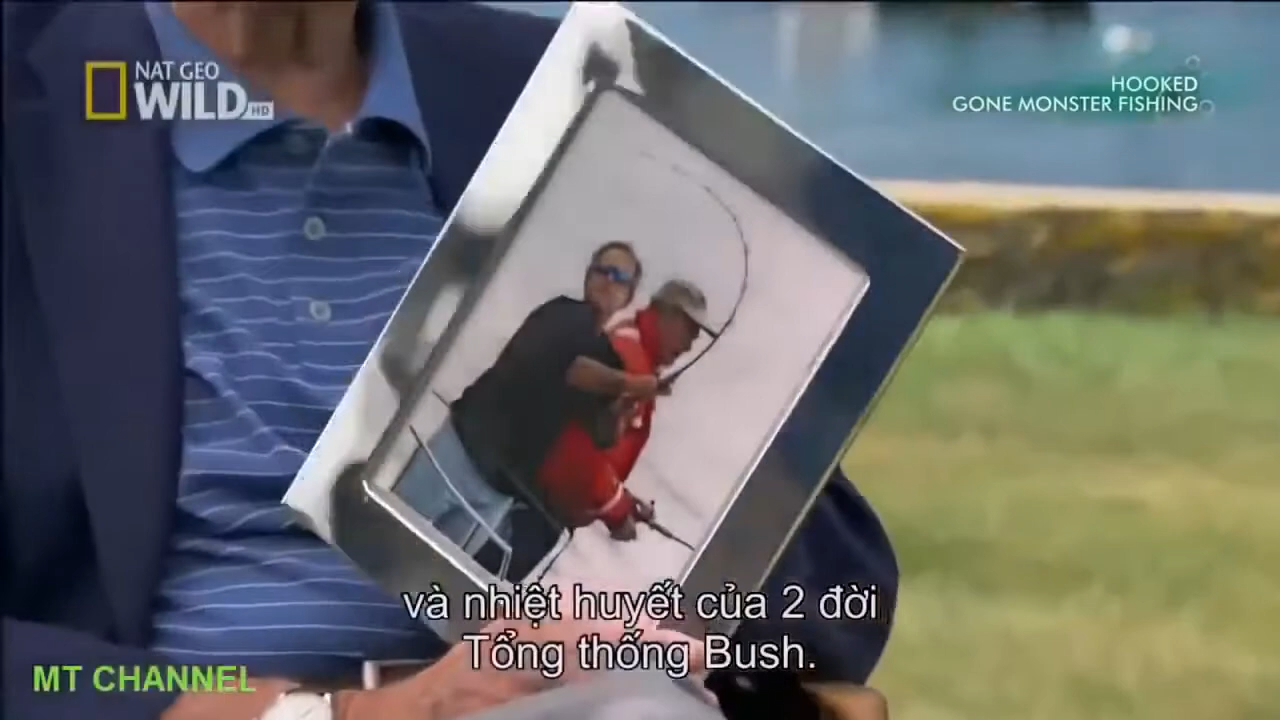 NAT GEO
WILD HD
HOOKED
GONE MONSTER FISHING
và nhiệt huyết của 2 đời
Tổng thống Bush.
MT CHANNEL